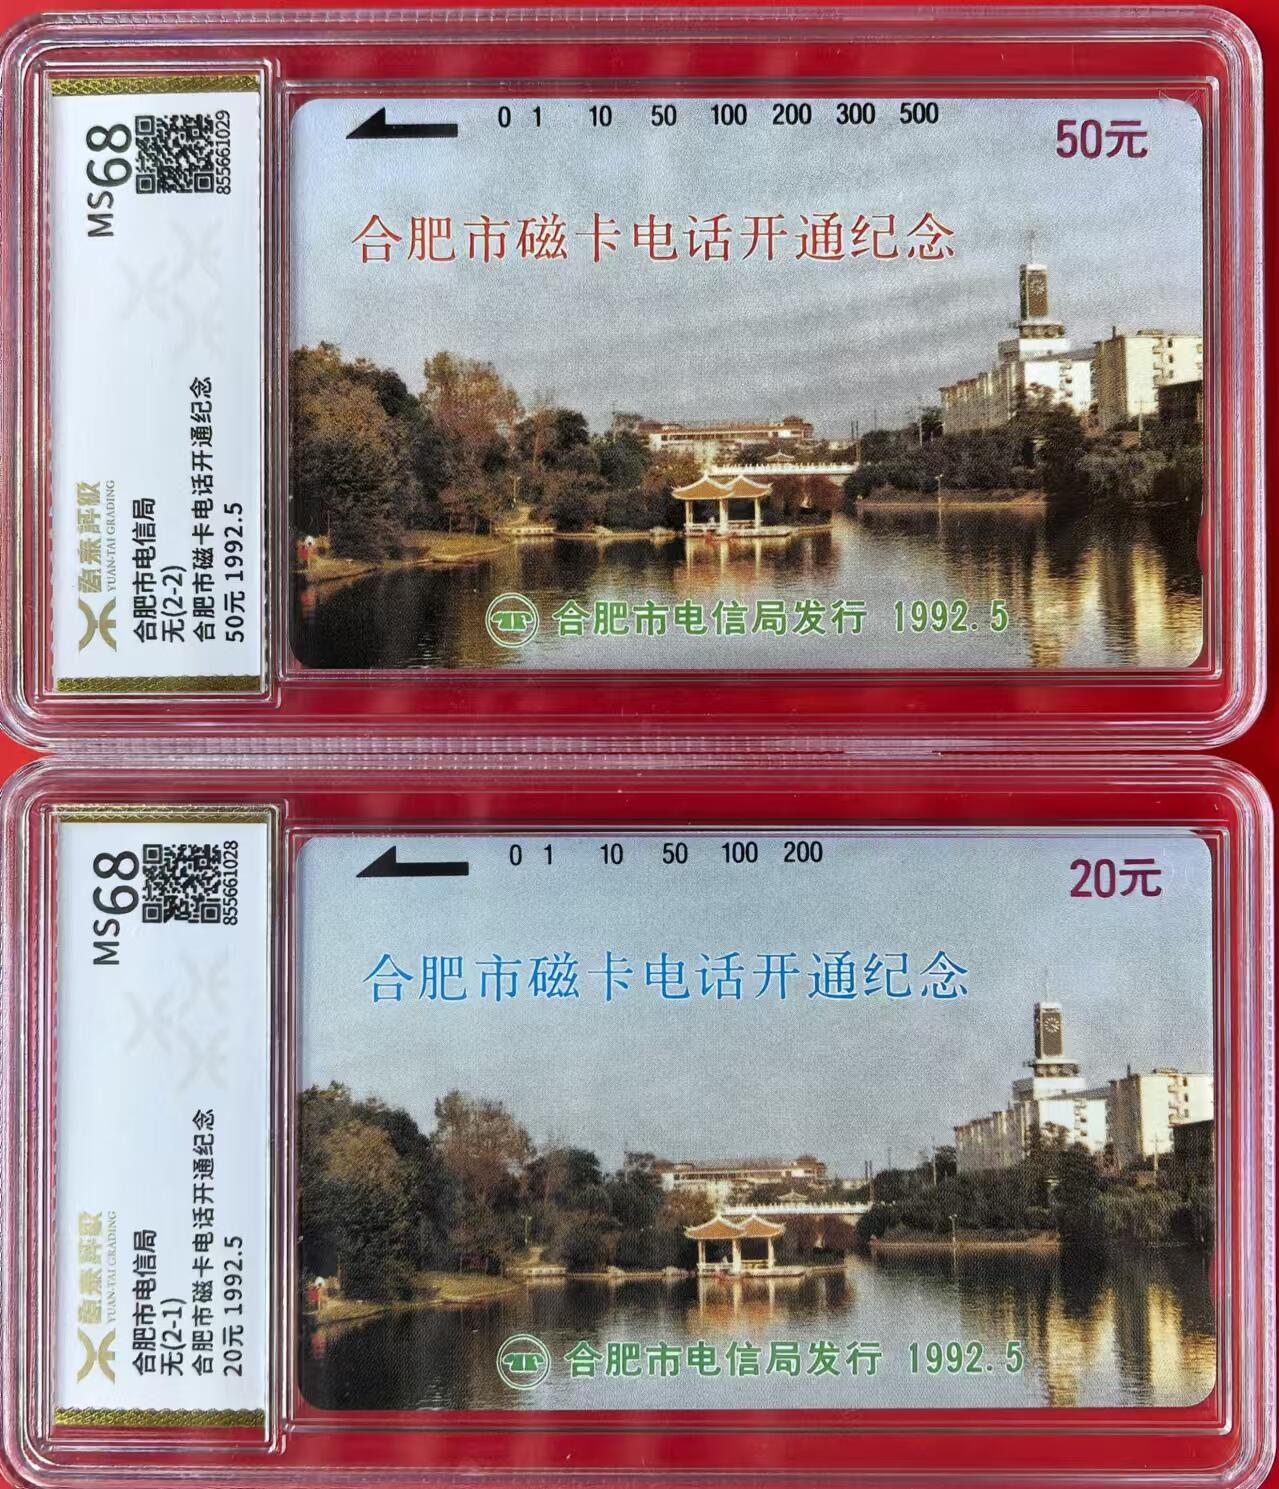 MS68
855661029
源泰評級
YUAN-TAI GRADING
合肥市电信局
无(2-2)
合肥市磁卡电话开通纪念
50元 1992.5
0 1 10 50 100 200 300 500
50元
合肥市磁卡电话开通纪念
合肥市电信局发行 1992.5
MS68
855661028
源泰評級
YUAN-TAI GRADING
合肥市电信局
无(2-1)
合肥市磁卡电话开通纪念
20元 1992.5
0 1 10 50 100 200
20元
合肥市磁卡电话开通纪念
合肥市电信局发行 1992.5